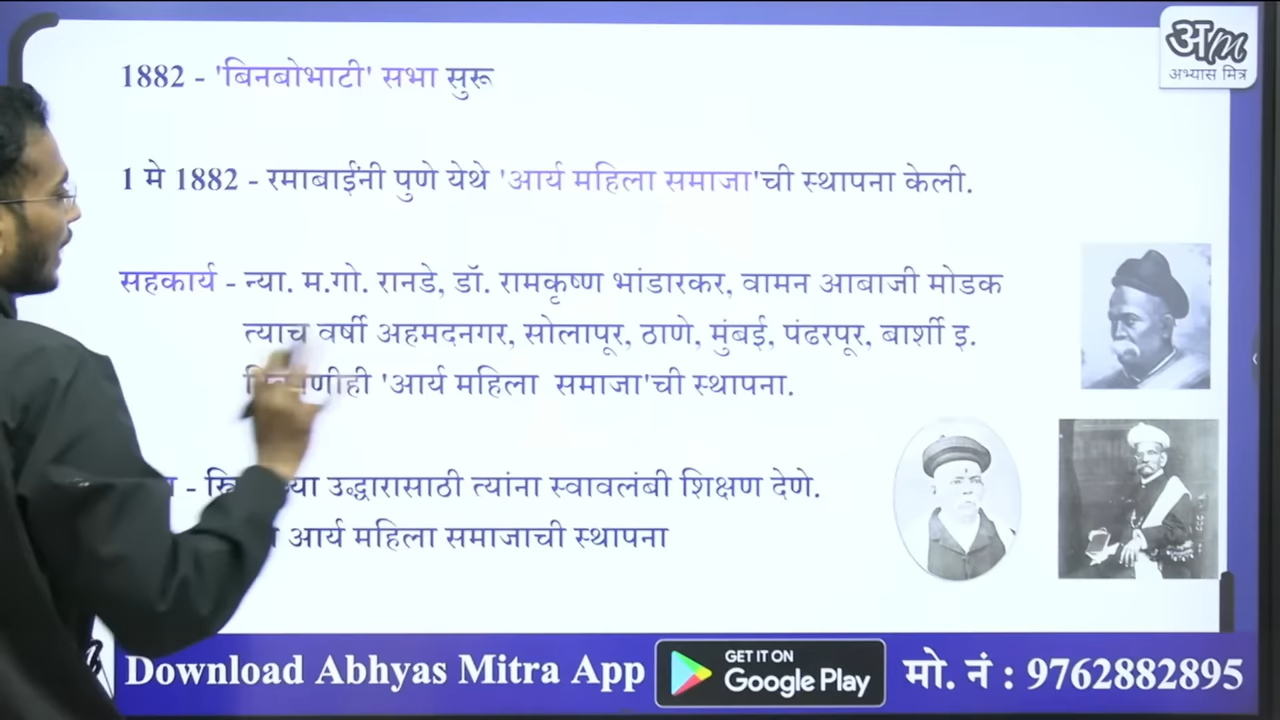 अm
अभ्यास मित्र
1882 - 'बिनबोभाटी' सभा सुरू
1 मे 1882 - रमाबाईंनी पुणे येथे 'आर्य महिला समाजा'ची स्थापना केली.
सहकार्य - न्या. म.गो. रानडे, डॉ. रामकृष्ण भांडारकर, वामन आबाजी मोडक
त्याच वर्षी अहमदनगर, सोलापूर, ठाणे, मुंबई, पंढरपूर, बार्शी इ.
'आर्य महिला समाजा'ची स्थापना.
- उद्धारासाठी त्यांना स्वावलंबी शिक्षण देणे.
आर्य महिला समाजाची स्थापना
Download Abhyas Mitra App
GET IT ON
Google Play
मो. नं : 9762882895